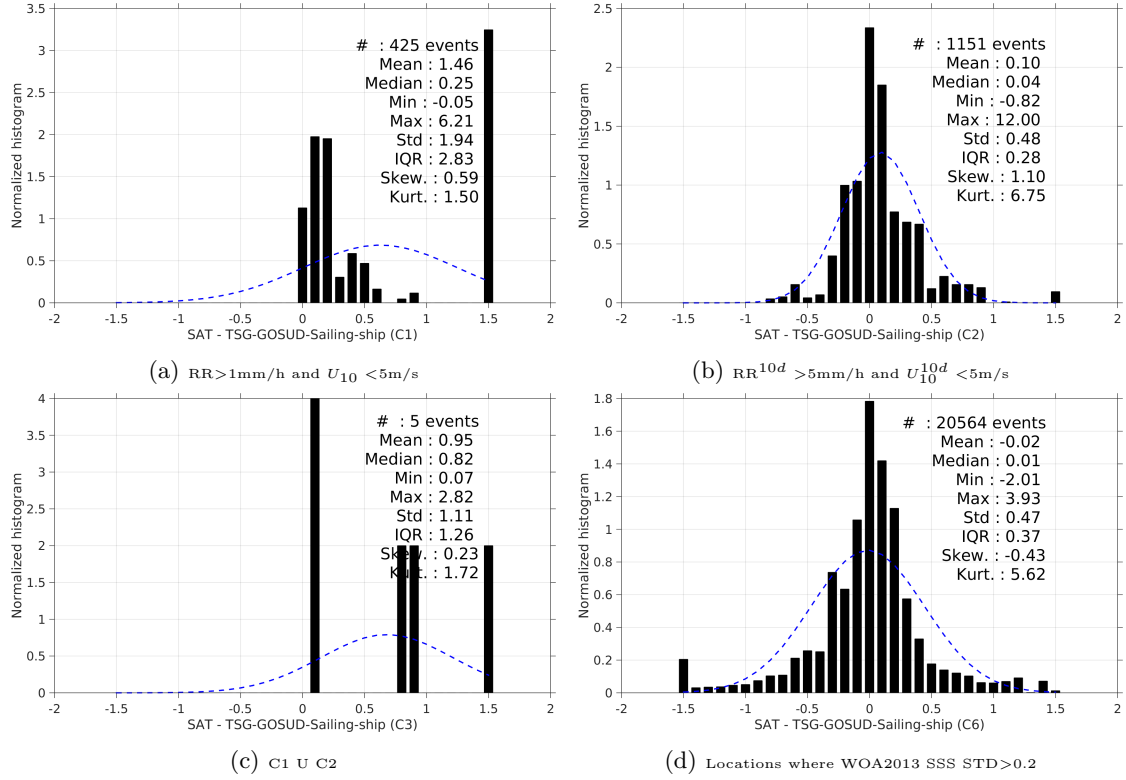 3.5
3
2.5
2
1.5
1
0.5
0
-2 -1.5 -1 -0.5 0 0.5 1 1.5 2
Normalized histogram
# : 425 events
Mean : 1.46
Median : 0.25
Min : -0.05
Max : 6.21
Std : 1.94
IQR : 2.83
Skew. : 0.59
Kurt. : 1.50
SAT - TSG-GOSUD-Sailing-ship (C1)
(a) RR>1mm/h and U10 <5m/s
2.5
2
1.5
1
0.5
0
-2 -1.5 -1 -0.5 0 0.5 1 1.5 2
Normalized histogram
# : 1151 events
Mean : 0.10
Median : 0.04
Min : -0.82
Max : 12.00
Std : 0.48
IQR : 0.28
Skew. : 1.10
Kurt. : 6.75
SAT - TSG-GOSUD-Sailing-ship (C2)
(b) RR^10d >5mm/h and U10^10d <5m/s
4
3.5
3
2.5
2
1.5
1
0.5
0
-2 -1.5 -1 -0.5 0 0.5 1 1.5 2
Normalized histogram
# : 5 events
Mean : 0.95
Median : 0.82
Min : 0.07
Max : 2.82
Std : 1.11
IQR : 1.26
Skew. : 0.23
Kurt. : 1.72
SAT - TSG-GOSUD-Sailing-ship (C3)
(c) C1 U C2
1.8
1.6
1.4
1.2
1
0.8
0.6
0.4
0.2
0
-2 -1.5 -1 -0.5 0 0.5 1 1.5 2
Normalized histogram
# : 20564 events
Mean : -0.02
Median : 0.01
Min : -2.01
Max : 3.93
Std : 0.47
IQR : 0.37
Skew. : -0.43
Kurt. : 5.62
SAT - TSG-GOSUD-Sailing-ship (C6)
(d) Locations where WOA2013 SSS STD>0.2